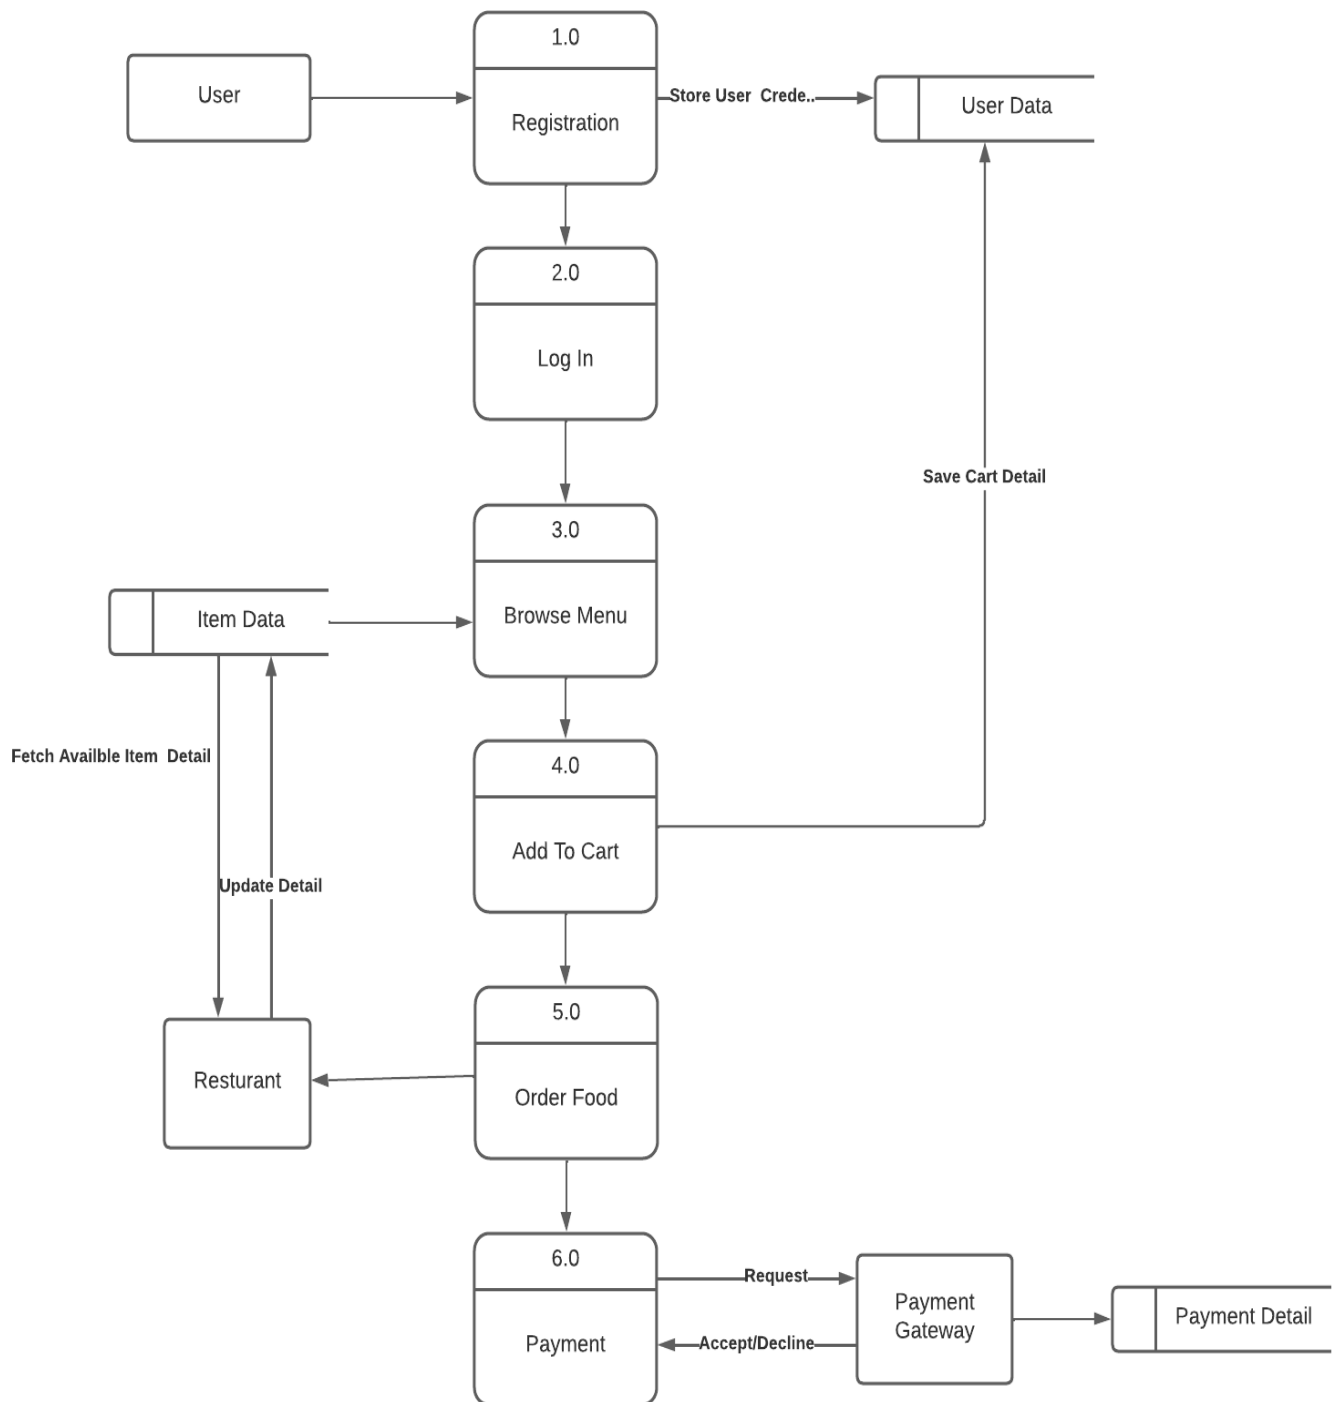 1.0
User
Registration
Store User  Crede..
User Data
2.0
Log In
Save Cart Detail
3.0
Browse Menu
Item Data
Fetch Availble Item  Detail
4.0
Add To Cart
Update Detail
5.0
Order Food
Resturant
6.0
Payment
Request
Accept/Decline
Payment
Gateway
Payment Detail